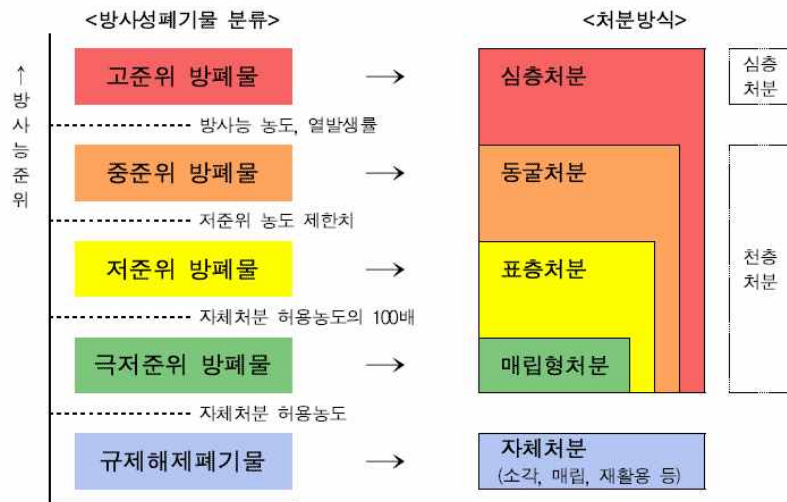 <방사성폐기물 분류>
<처분방식>
↑방사능준위
고준위 방폐물
→
심층처분
심층
처분
방사능 농도, 열발생률
중준위 방폐물
→
동굴처분
저준위 농도 제한치
저준위 방폐물
→
표층처분
천층
처분
자체처분 허용농도의 100배
극저준위 방폐물
→
매립형처분
자체처분 허용농도
규제해제폐기물
→
자체처분
(소각, 매립, 재활용 등)